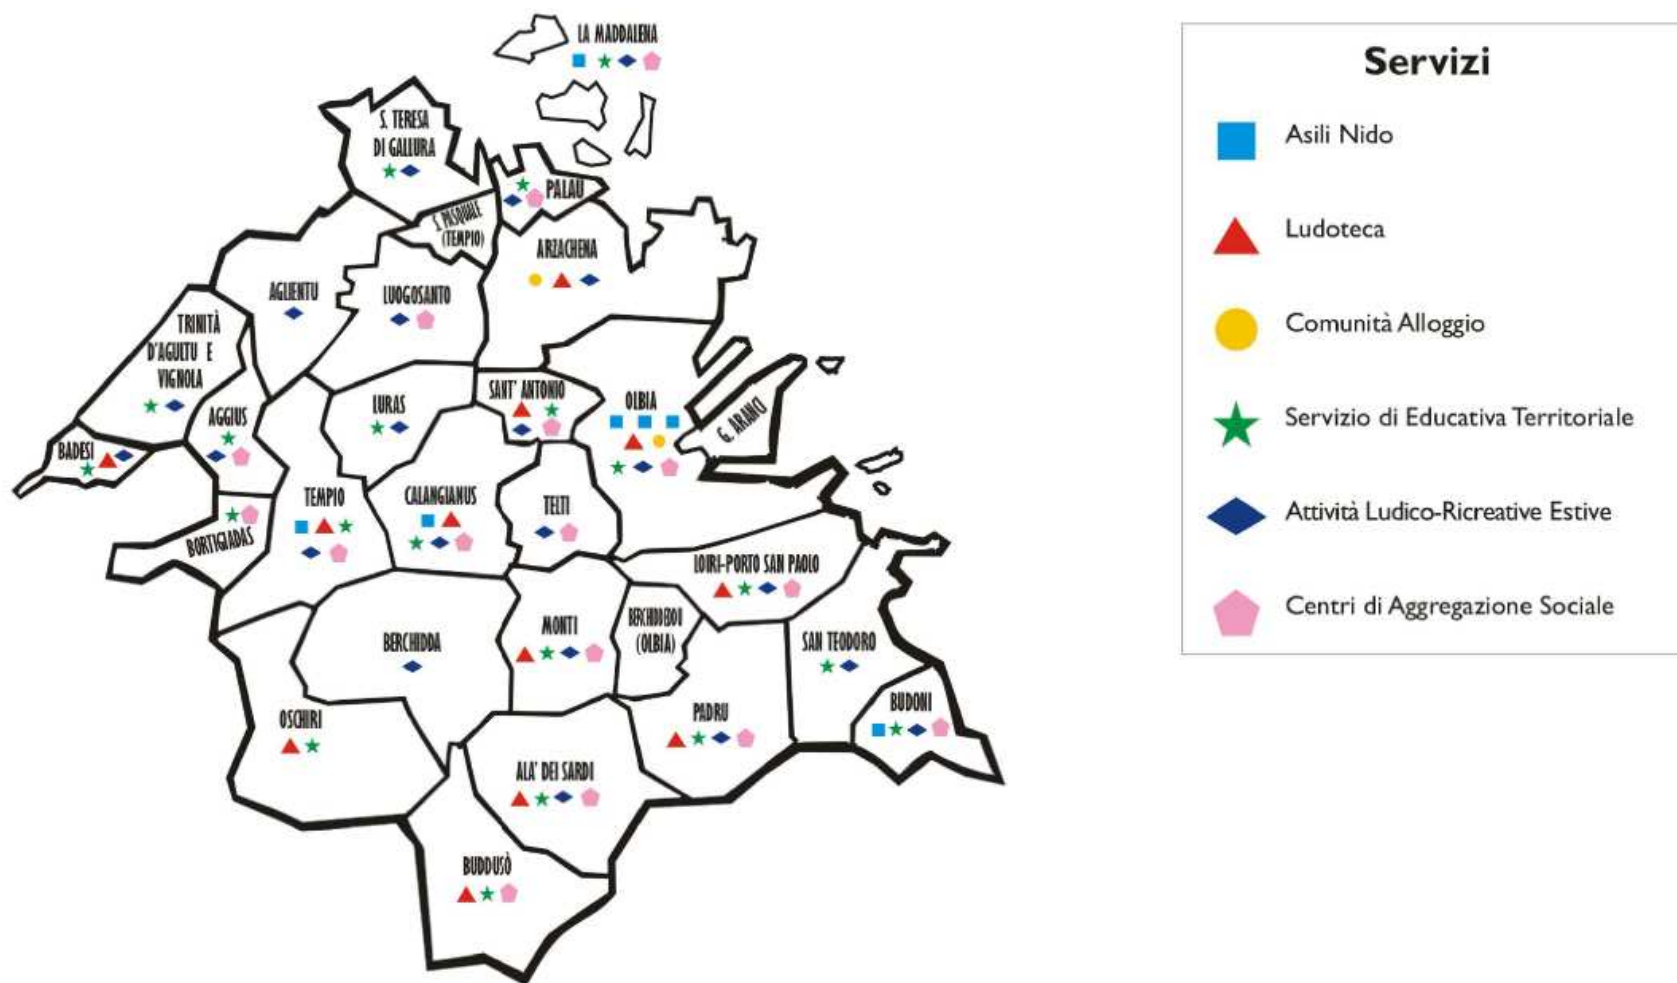 LA MADDALENA
S. TERESA
DI GALLURA
PALAU
S. PASQUALE
(TEMPIO)
ARZACHENA
AGLIENTU
LUOGOSANTO
TRINITÀ
D'AGULTU E
VIGNOLA
AGGIUS
LURAS
SANT' ANTONIO
OLBIA
G. ARANCI
BADESI
TEMPIO
CALANGIANUS
TELTI
BORTIGIADAS
LOIRI-PORTO SAN PAOLO
BERCHIDDA
MONTI
BERCHIDDEDDI
(OLBIA)
SAN TEODORO
BUDONI
OSCHIRI
PADRU
ALA' DEI SARDI
BUDDUSÒ
Servizi
Asili Nido
Ludoteca
Comunità Alloggio
Servizio di Educativa Territoriale
Attività Ludico-Ricreative Estive
Centri di Aggregazione Sociale